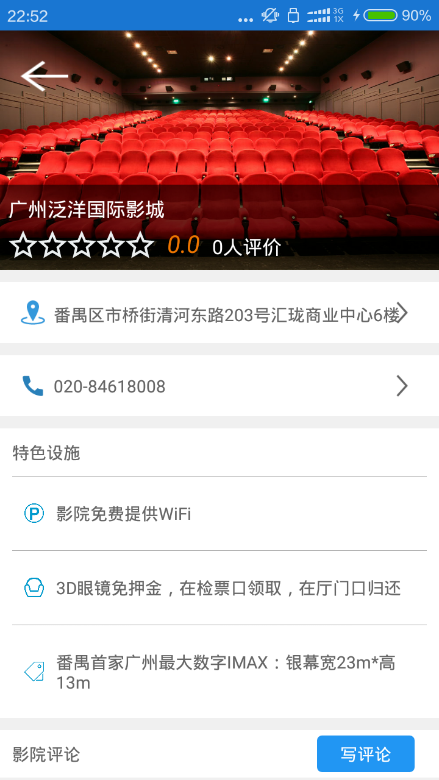 22:52
3G
1X
90%
广州泛洋国际影城
0.0 0人评价
番禺区市桥街清河东路203号汇珑商业中心6楼
020-84618008
特色设施
P 影院免费提供WiFi
3D眼镜免押金，在检票口领取，在厅门口归还
番禺首家广州最大数字IMAX：银幕宽23m*高
13m
影院评论
写评论